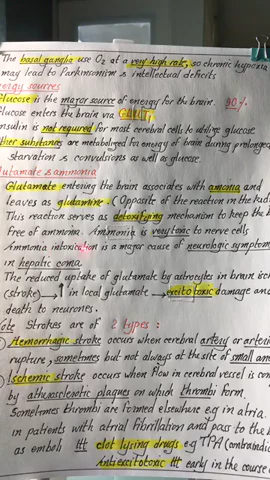 The basal ganglia use O2 at a very high rate, so chronic hypoxia
may lead to Parkinsonism & intellectual deficits
ergy sources
Glucose is the major source of energy for the brain. 90%
Glucose enters the brain via GLUT1
nsulin is not required for most cerebral cells to utilize glucose
ther substances are metabolized for energy of brain during prolonged
starvation & convulsions as well as glucose.
lutamate & ammonia
Glutamate entering the brain associates with amonia and
leaves as glutamine. (Opposite of the reaction in the kid
This reaction serves as detoxifying mechanism to keep the b
Free of ammonia. Ammonia is very toxic to nerve cells
Ammonia intoxication is a major cause of neurologic symptom
in hepatic coma
The reduced uptake of glutamate by astrocytes in brain isch
(stroke) → ↑ in local glutamate → excitotoxic damage and
death to neurones.
ote Strokes are of 2 types:
Hemorrhagic stroke occurs when cerebral artery or arterio
rupture, sometimes but not always at the site of small an
Ischemic stroke occurs when flow in cerebral vessel is con
by atherosclerotic plaques on which thrombi form.
Sometimes thrombi are formed elsewhere eg in atria.
in patients with atrial fibrillation and pass to the b
as emboli ttt clot lysing drugs eg TPA (contraindic
Antiexcitotoxic ttt early in the course o